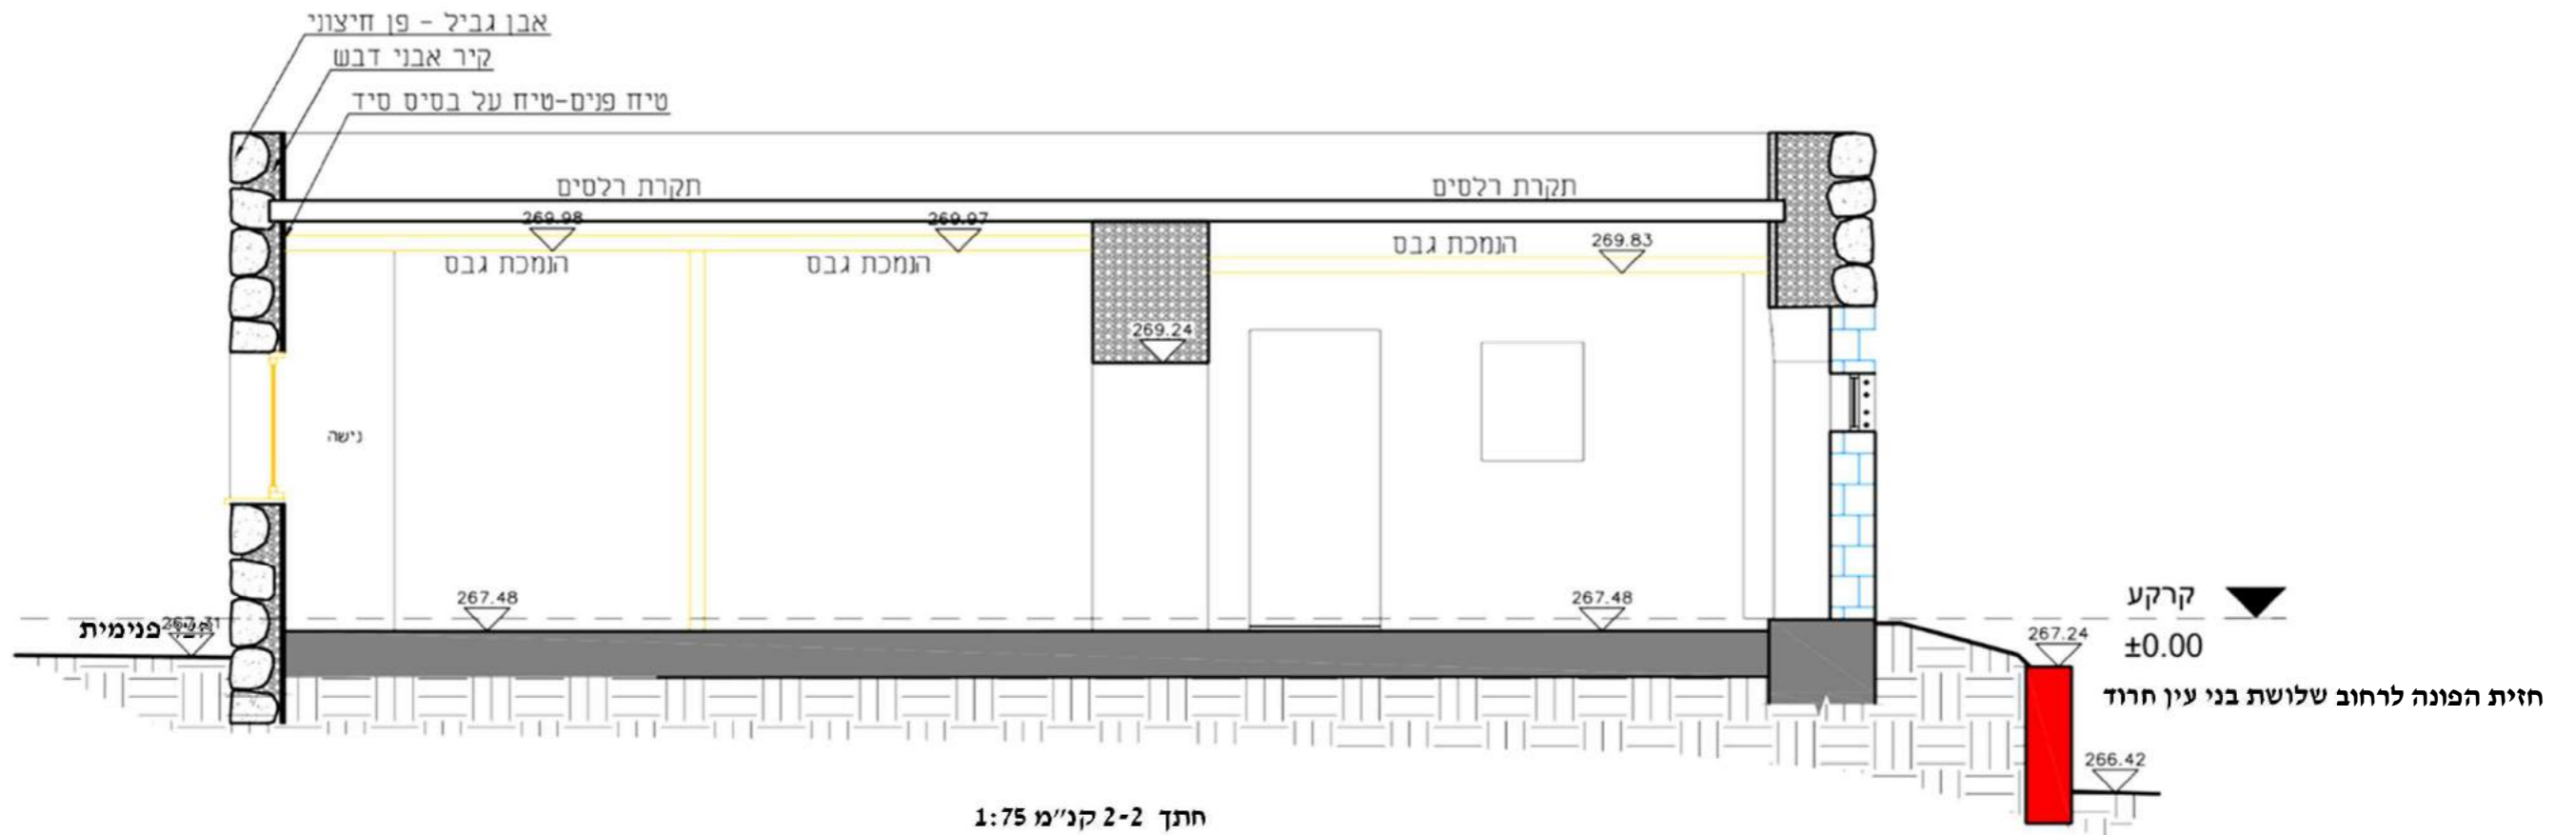 אבן גביל - פן חיצוני
קיר אבני דבש
טיח פנים-טיח על בסיס סיד
תקרת רלסים
תקרת רלסים
269.98
269.97
הנמכת גבס
269.83
הנמכת גבס
הנמכת גבס
269.24
נישה
267.48
267.48
קרקע
±0.00
פנימית
267.24
חזית הפונה לרחוב שלושת בני עין חרוד
266.42
חתך 2-2 קנ״מ 1:75